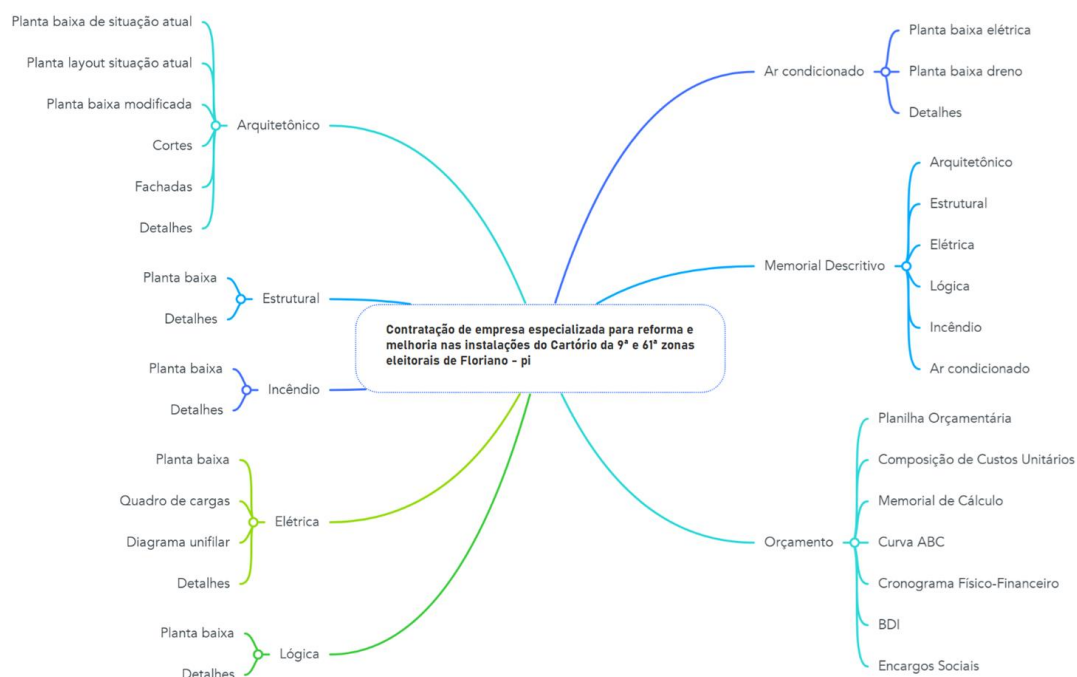 Planta baixa de situação atual
Planta layout situação atual
Planta baixa modificada
Cortes
Fachadas
Detalhes
Arquitetônico
Planta baixa
Detalhes
Estrutural
Planta baixa
Detalhes
Incêndio
Planta baixa
Quadro de cargas
Diagrama unifilar
Detalhes
Elétrica
Planta baixa
Detalhes
Lógica
Contratação de empresa especializada para reforma e
melhoria nas instalações do Cartório da 9ª e 61ª zonas
eleitorais de Floriano - pi
Ar condicionado
Planta baixa elétrica
Planta baixa dreno
Detalhes
Memorial Descritivo
Arquitetônico
Estrutural
Elétrica
Lógica
Incêndio
Ar condicionado
Orçamento
Planilha Orçamentária
Composição de Custos Unitários
Memorial de Cálculo
Curva ABC
Cronograma Físico-Financeiro
BDI
Encargos Sociais